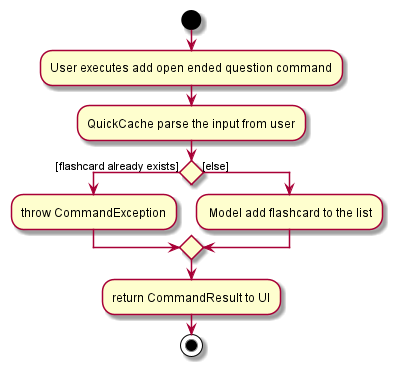 User executes add open ended question command
QuickCache parse the input from user
[flashcard already exists]
[else]
throw CommandException
Model add flashcard to the list
return CommandResult to UI